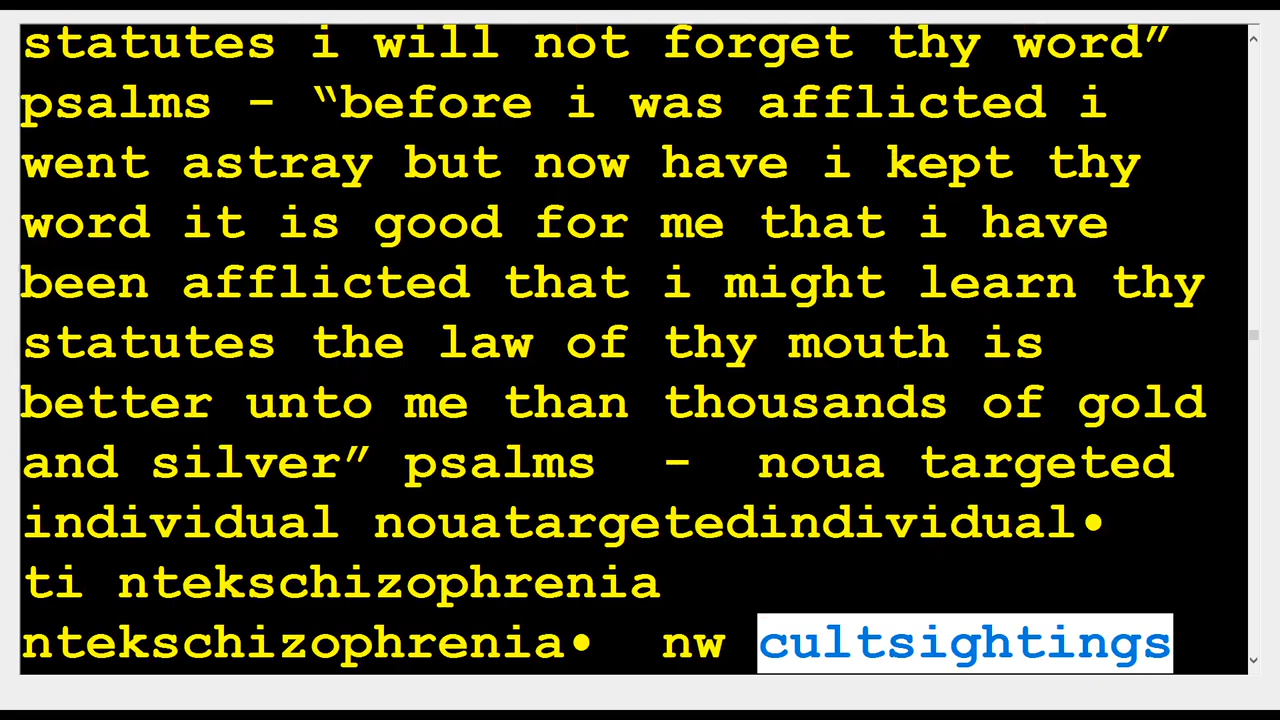 statutes i will not forget thy word”
psalms - “before i was afflicted i
went astray but now have i kept thy
word it is good for me that i have
been afflicted that i might learn thy
statutes the law of thy mouth is
better unto me than thousands of gold
and silver” psalms  -  noua targeted
individual nouatargetedindividual•
ti ntekschizophrenia
ntekschizophrenia•  nw cultsightings